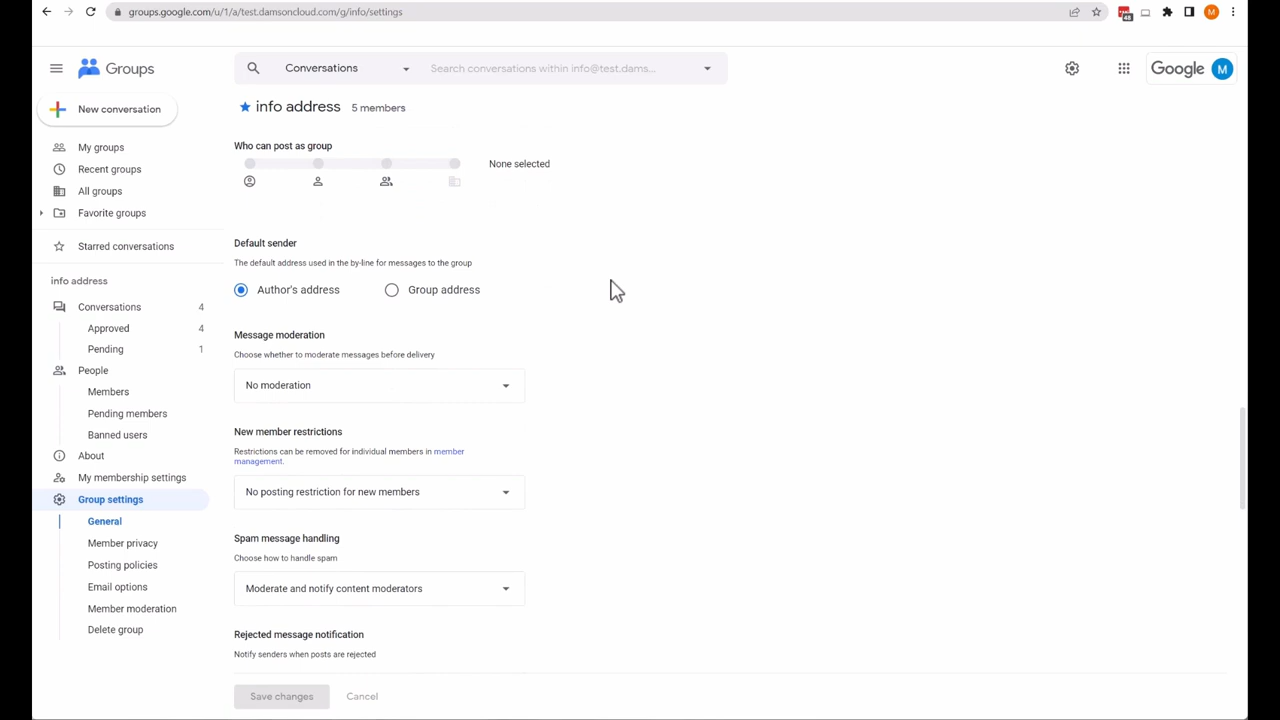 groups.google.com/u/1/a/test.damsoncloud.com/g/info/settings
48
M
Groups
Conversations
Search conversations within info@test.dams...
Google
M
New conversation
My groups
Recent groups
All groups
Favorite groups
Starred conversations
info address
Conversations 4
Approved 4
Pending 1
People
Members
Pending members
Banned users
About
My membership settings
Group settings
General
Member privacy
Posting policies
Email options
Member moderation
Delete group
info address 5 members
Who can post as group
None selected
Default sender
The default address used in the by-line for messages to the group
Author's address Group address
Message moderation
Choose whether to moderate messages before delivery
No moderation
New member restrictions
Restrictions can be removed for individual members in member
management.
No posting restriction for new members
Spam message handling
Choose how to handle spam
Moderate and notify content moderators
Rejected message notification
Notify senders when posts are rejected
Save changes Cancel